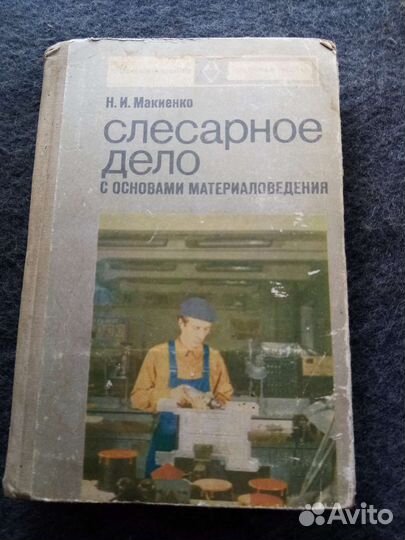 Н. И. Макиенко
Слесарное
дело
с основами материаловедения
Avito